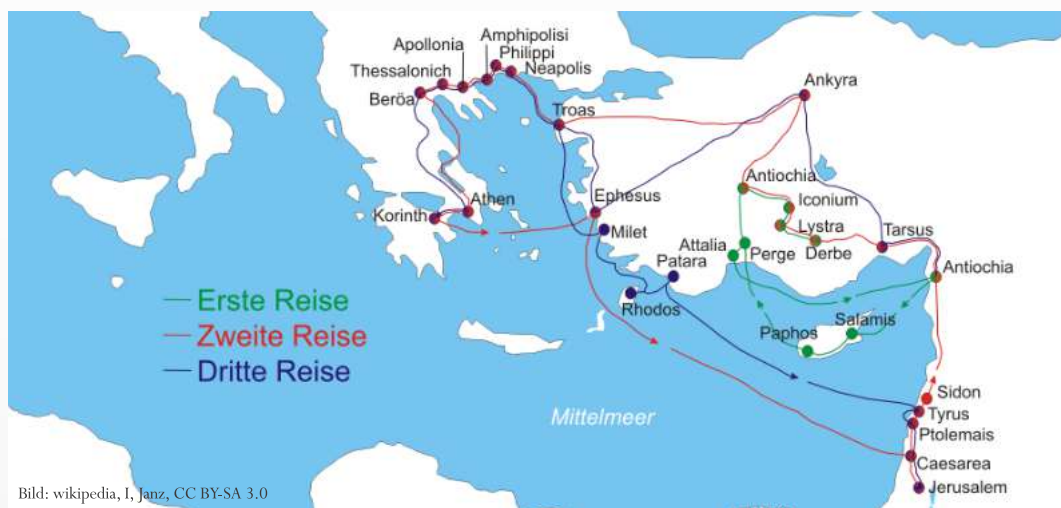 Amphipolisi
Apollonia
Philippi
Thessalonich
Neapolis
Beröa
Ankyra
Troas
Antiochia
Iconium
Athen
Ephesus
Korinth
Lystra
Tarsus
Milet
Attalia
Perge
Derbe
Patara
Antiochia
Erste Reise
Rhodos
Salamis
Zweite Reise
Paphos
Dritte Reise
Sidon
Tyrus
Mittelmeer
Ptolemais
Caesarea
Jerusalem
Bild: wikipedia, I, Janz, CC BY-SA 3.0